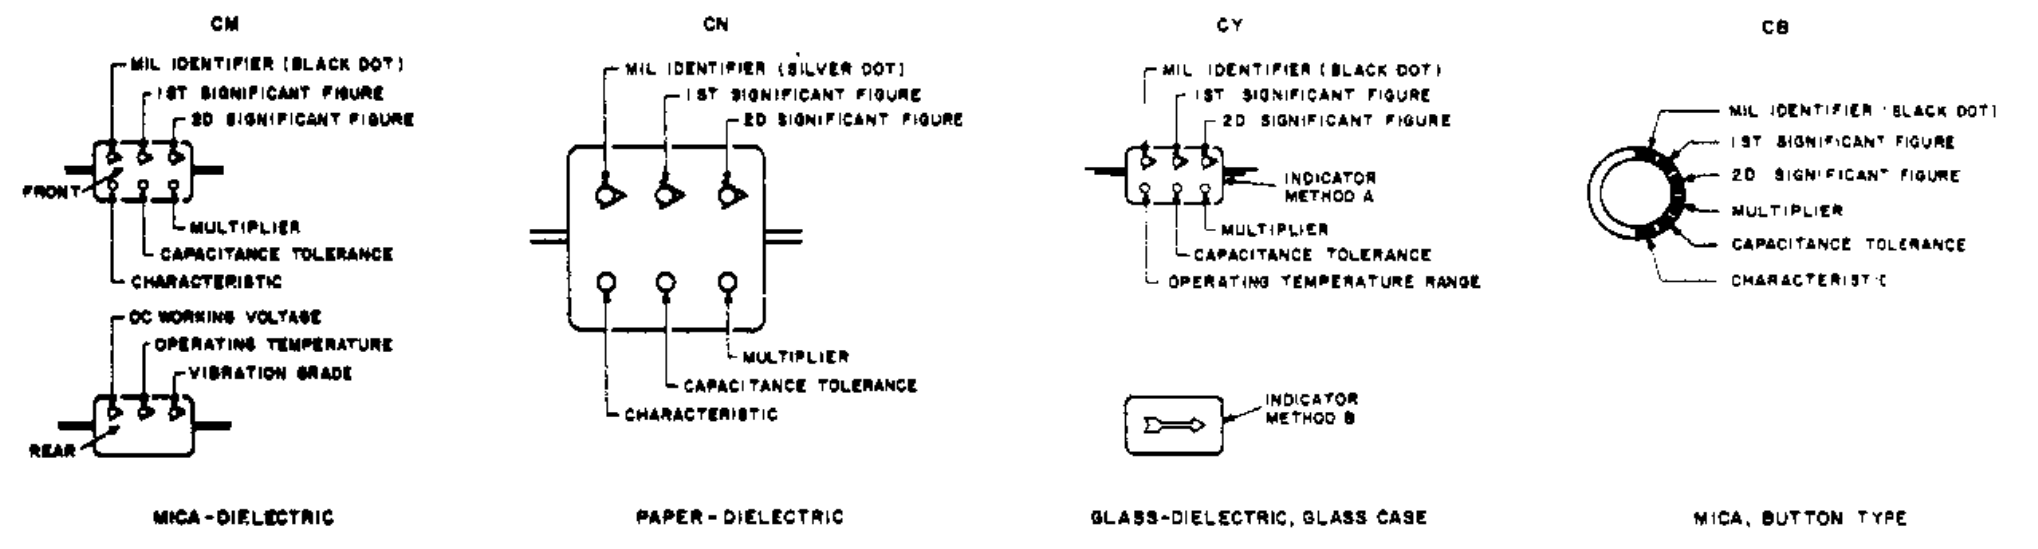 CM
MIL IDENTIFIER (BLACK DOT)
1ST SIGNIFICANT FIGURE
2D SIGNIFICANT FIGURE
FRONT
MULTIPLIER
CAPACITANCE TOLERANCE
CHARACTERISTIC
DC WORKING VOLTAGE
OPERATING TEMPERATURE
VIBRATION GRADE
REAR
MICA-DIELECTRIC
CN
MIL IDENTIFIER (SILVER DOT)
1ST SIGNIFICANT FIGURE
2D SIGNIFICANT FIGURE
MULTIPLIER
CAPACITANCE TOLERANCE
CHARACTERISTIC
PAPER-DIELECTRIC
CY
MIL IDENTIFIER (BLACK DOT)
1ST SIGNIFICANT FIGURE
2D SIGNIFICANT FIGURE
INDICATOR
METHOD A
MULTIPLIER
CAPACITANCE TOLERANCE
OPERATING TEMPERATURE RANGE
INDICATOR
METHOD B
GLASS-DIELECTRIC, GLASS CASE
CB
MIL IDENTIFIER (BLACK DOT)
1ST SIGNIFICANT FIGURE
2D SIGNIFICANT FIGURE
MULTIPLIER
CAPACITANCE TOLERANCE
CHARACTERISTIC
MICA, BUTTON TYPE